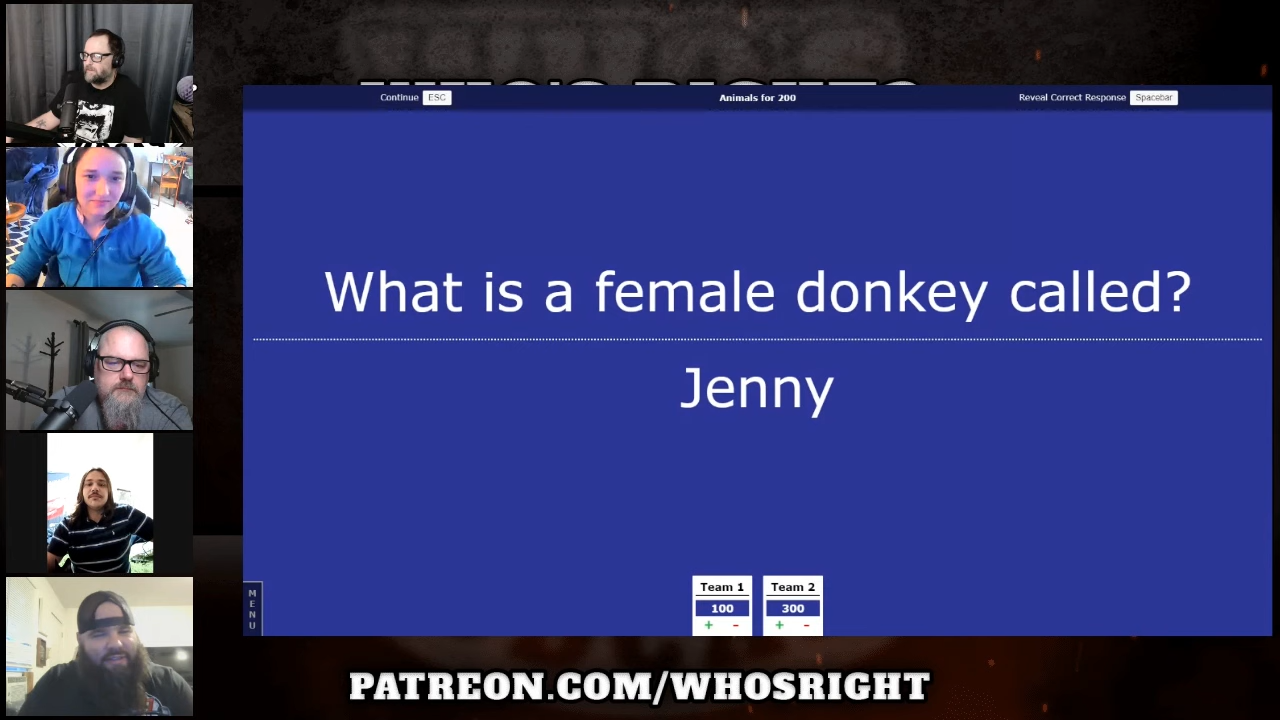 Continue ESC
Animals for 200
Reveal Correct Response Spacebar
What is a female donkey called?
Jenny
MENU
Team 1
100
+ -
Team 2
300
+ -
PATREON.COM/WHOSRIGHT